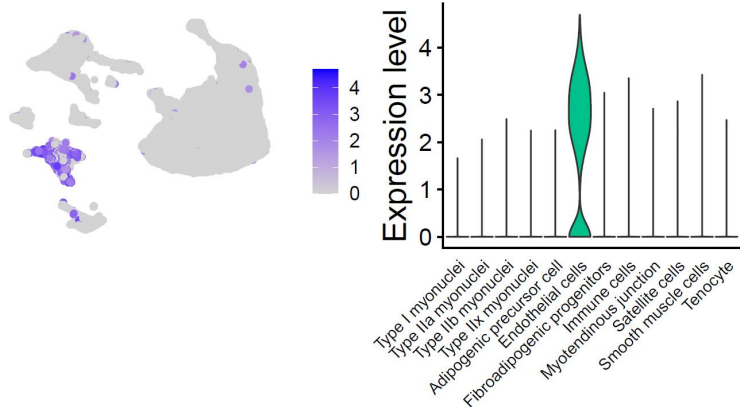 4
3
2
1
0
Expression level
4
3
2
1
0
Type I myonuclei
Type IIa myonuclei
Type IIb myonuclei
Type IIx myonuclei
Adipogenic precursor cell
Endothelial cells
Fibroadipogenic progenitors
Immune cells
Myotendinous junction
Satellite cells
Smooth muscle cells
Tenocyte